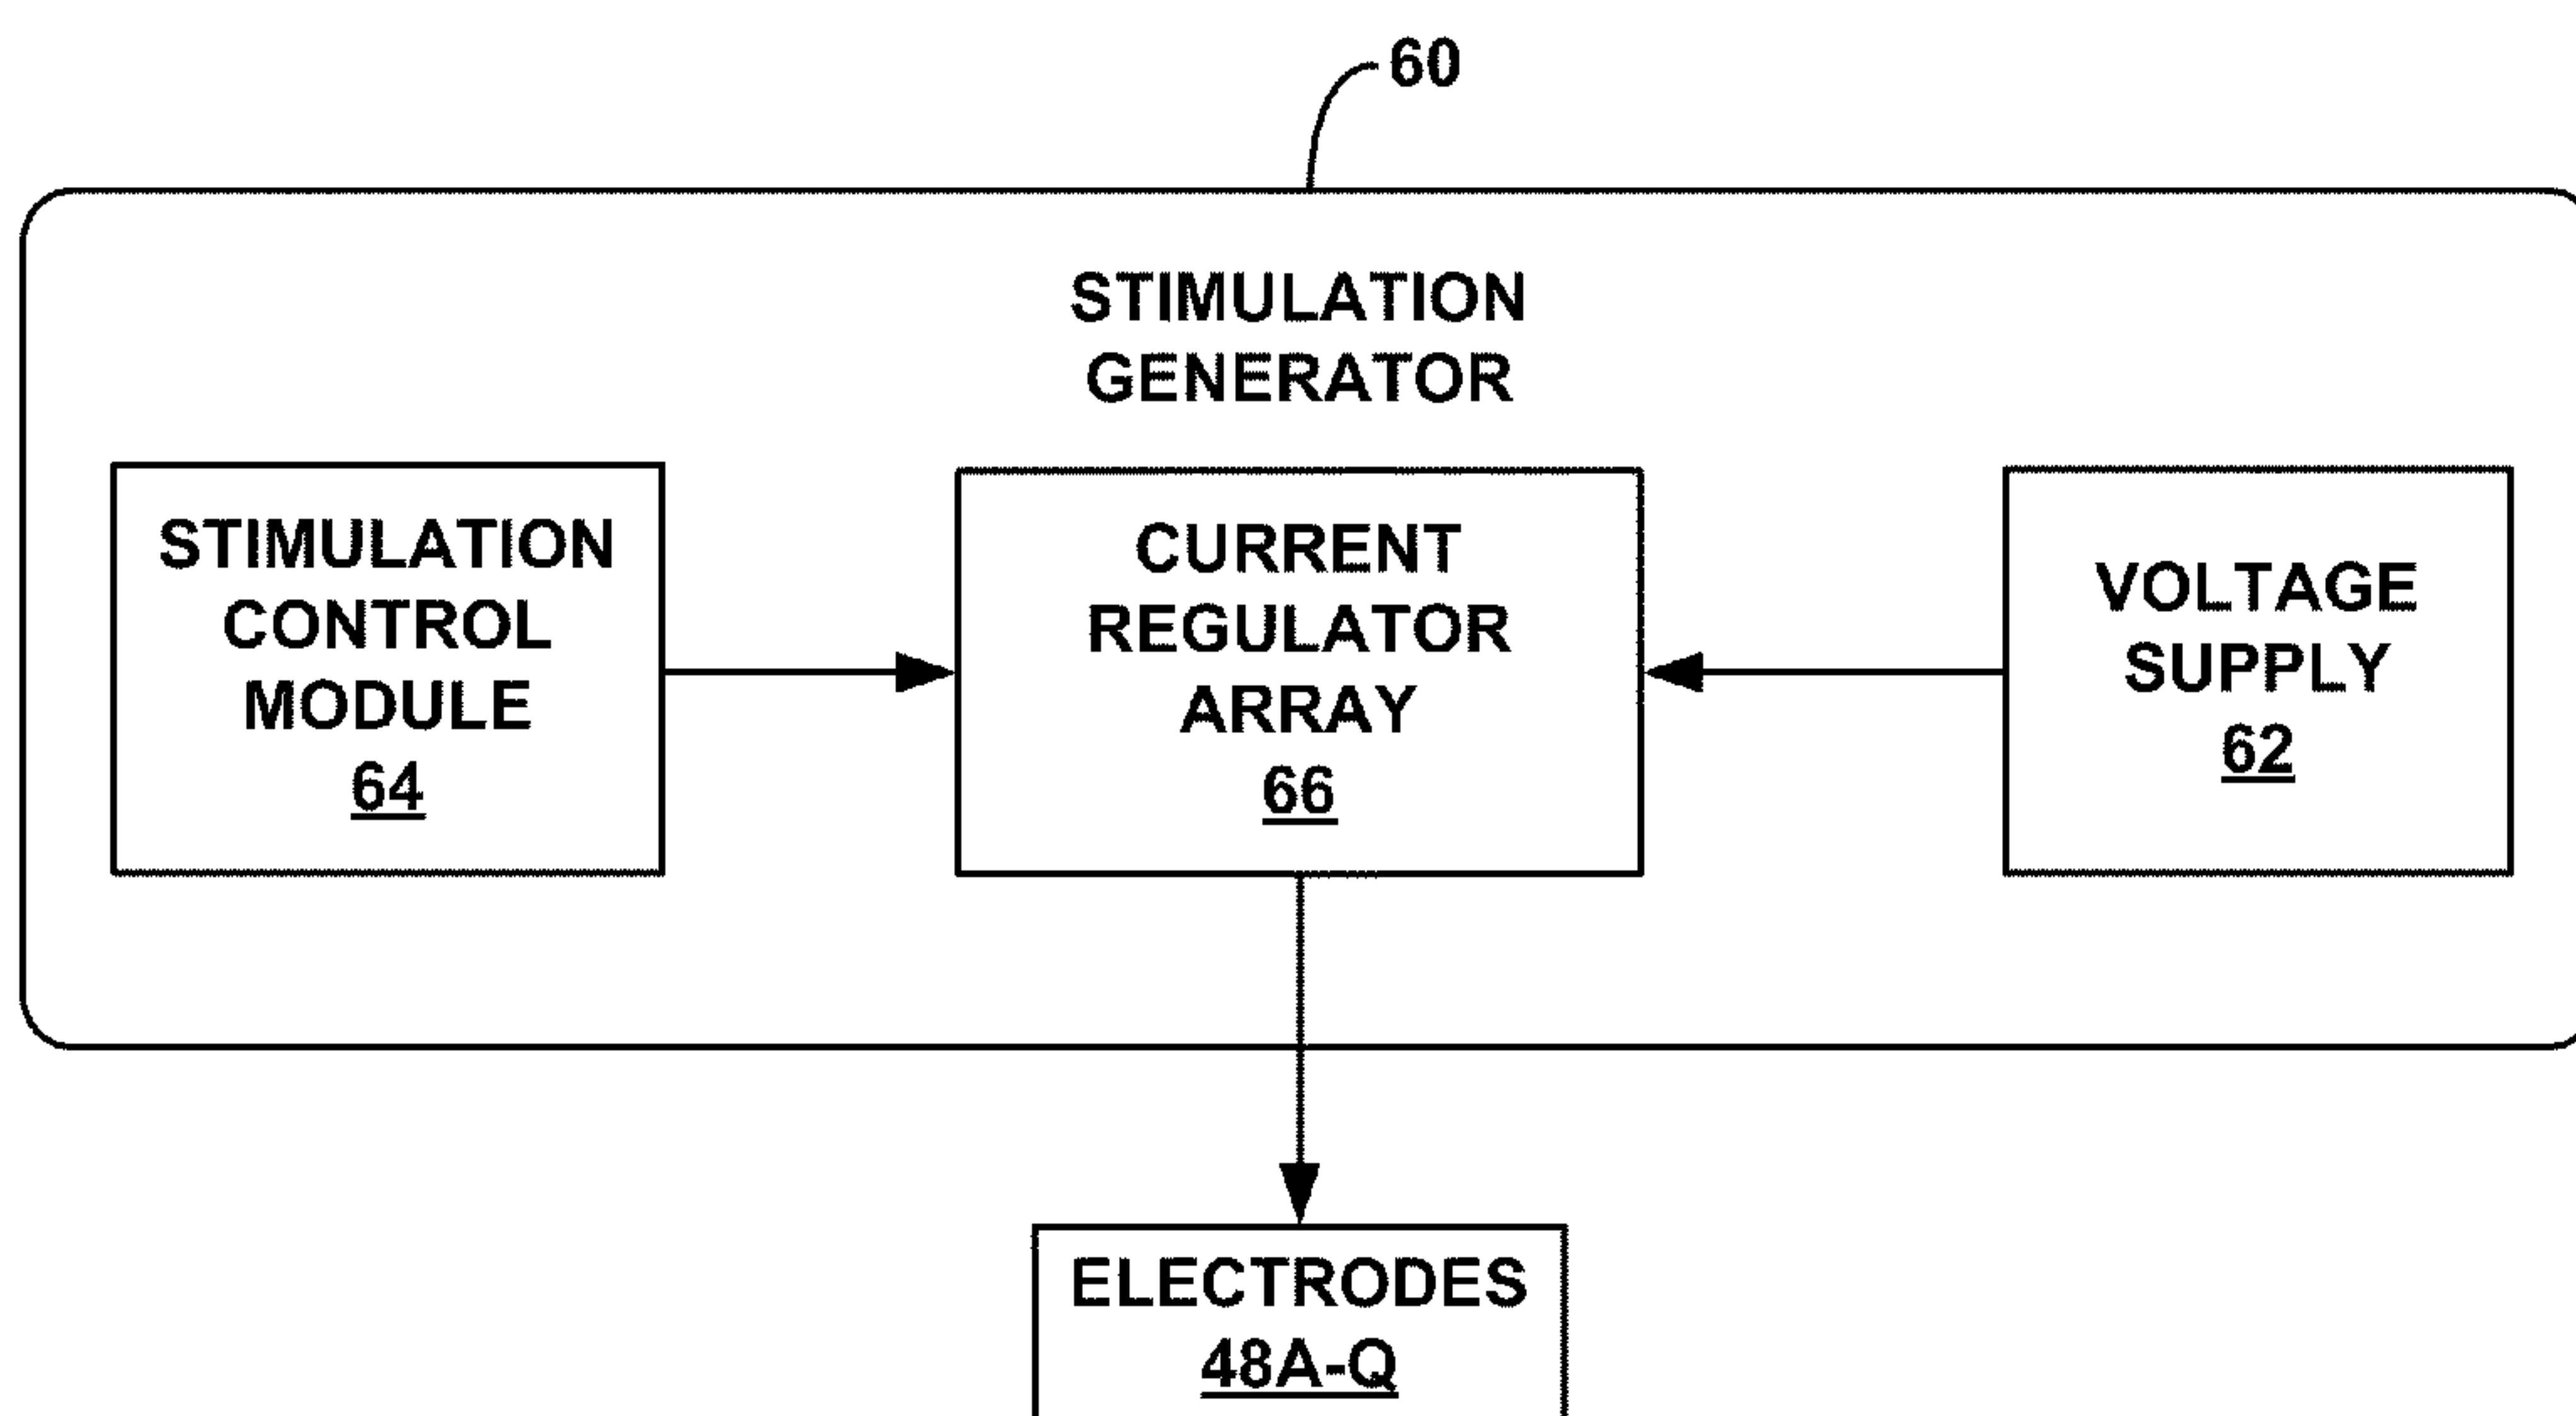 60
STIMULATION
GENERATOR
STIMULATION
CONTROL
MODULE
64
CURRENT
REGULATOR
ARRAY
66
VOLTAGE
SUPPLY
62
ELECTRODES
48A-Q